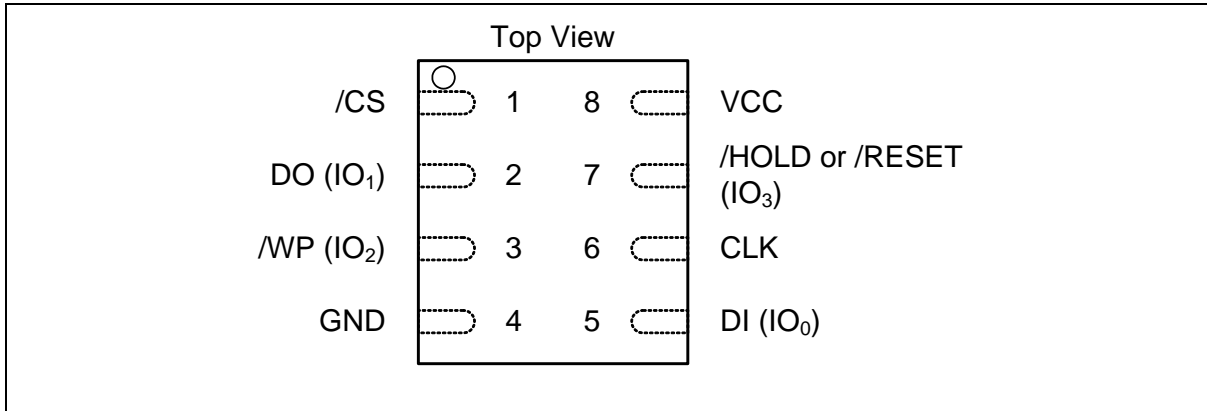 Top View
/CS 1 8 VCC
DO (IO₁) 2 7 /HOLD or /RESET
(IO₃)
/WP (IO₂) 3 6 CLK
GND 4 5 DI (IO₀)